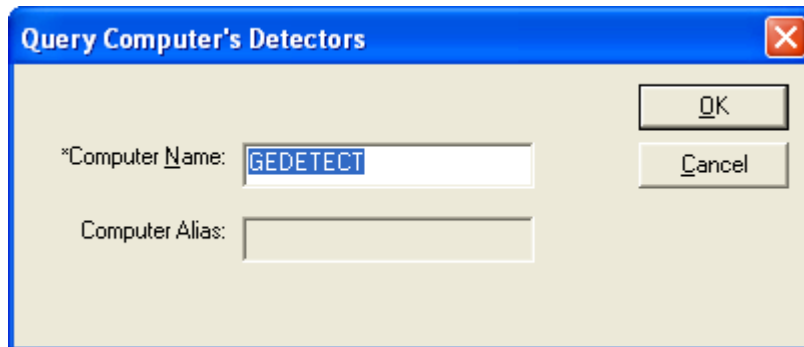 Query Computer's Detectors
OK
*Computer Name: GEDETECT
Cancel
Computer Alias: